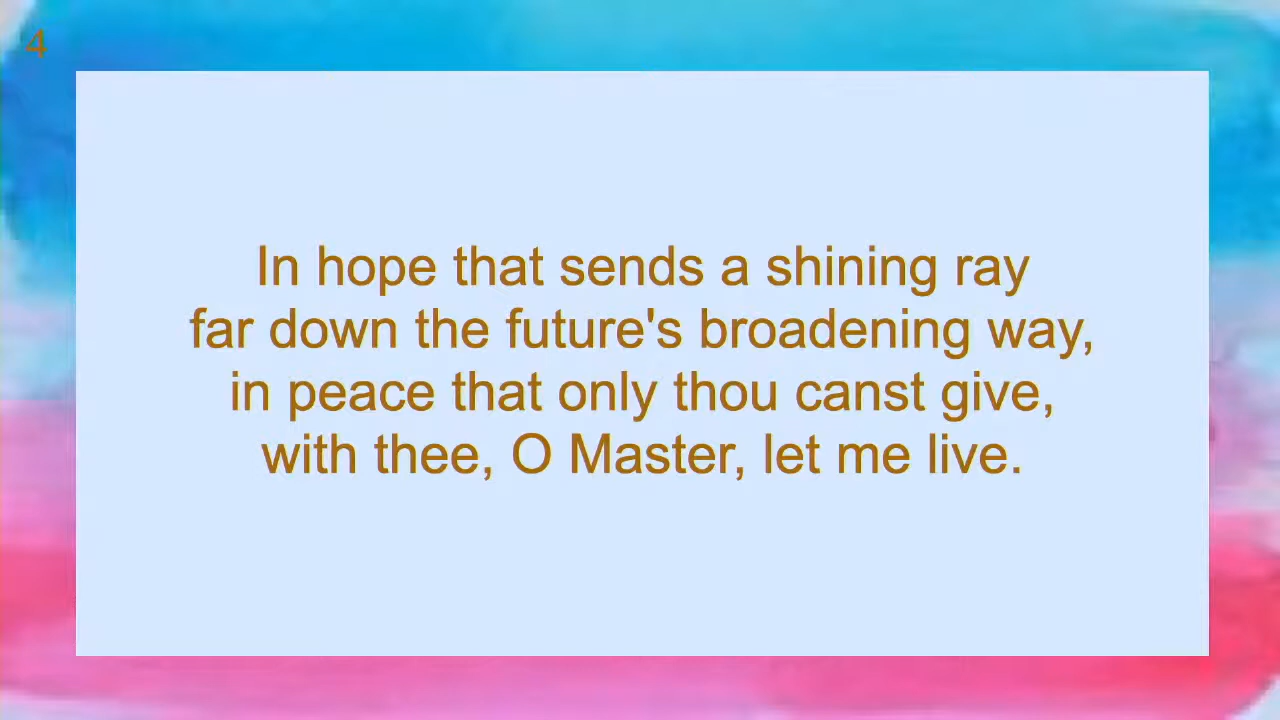 4
In hope that sends a shining ray
far down the future's broadening way,
in peace that only thou canst give,
with thee, O Master, let me live.